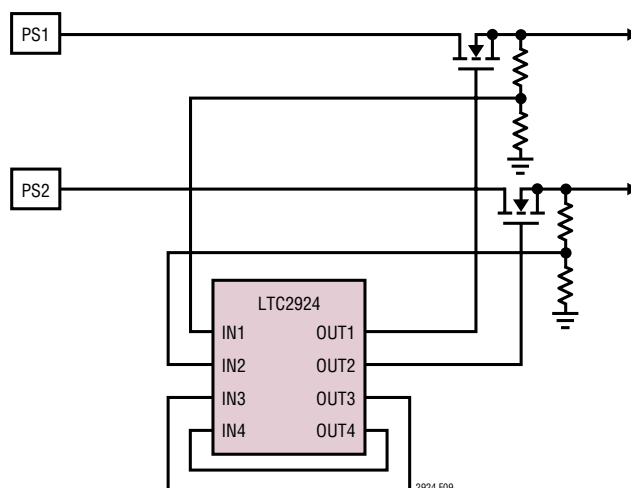 PS1
PS2
LTC2924
IN1 OUT1
IN2 OUT2
IN3 OUT3
IN4 OUT4
2924 F09